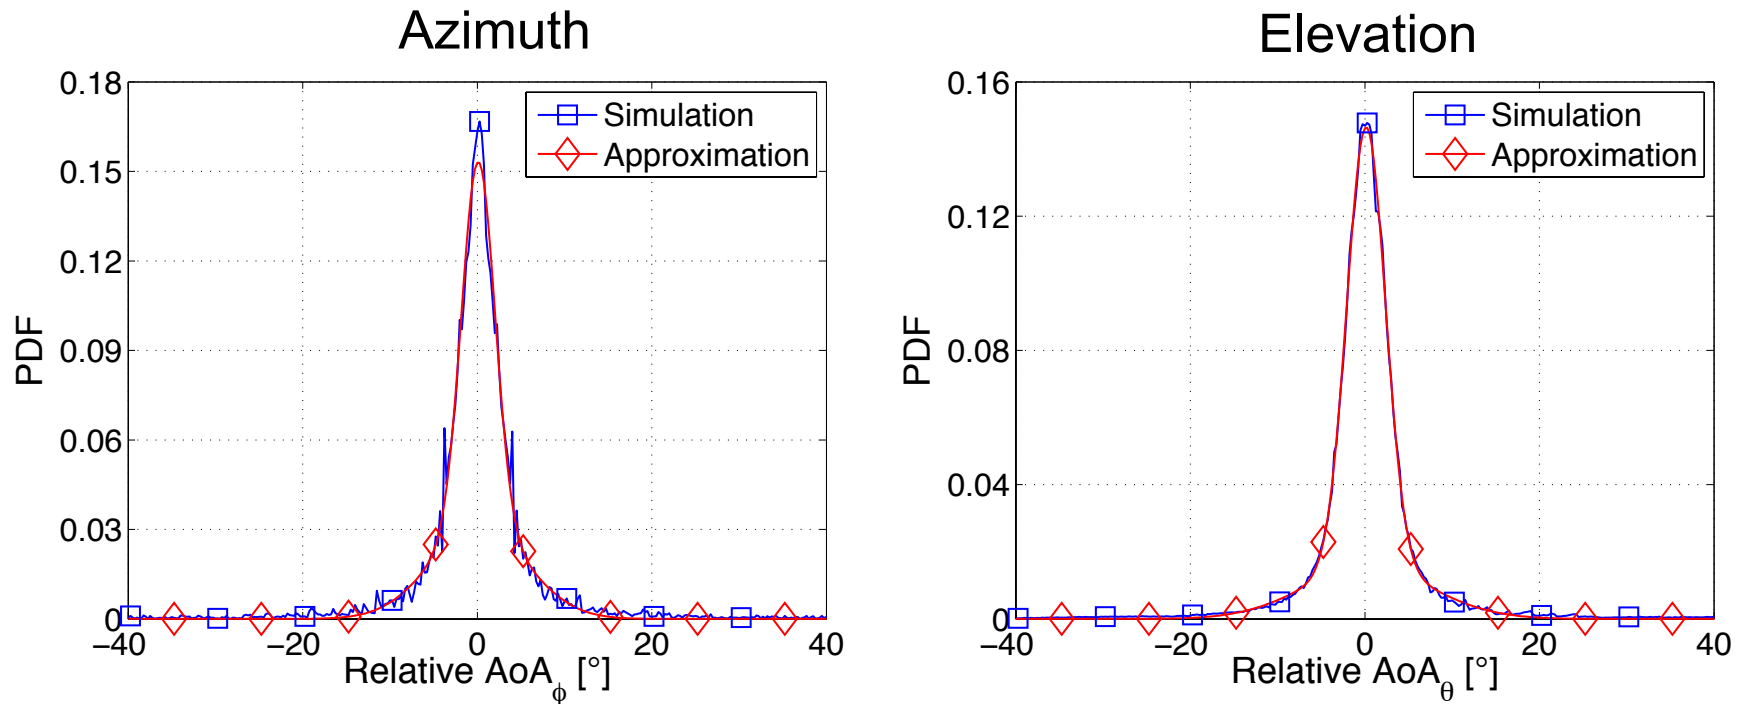 Azimuth
Elevation
0.18
0.15
0.12
0.09
0.06
0.03
0
PDF
Simulation
Approximation
−40
−20
0
20
40
Relative AoAϕ [°]
0.16
0.12
0.08
0.04
0
PDF
Simulation
Approximation
−40
−20
0
20
40
Relative AoAθ [°]